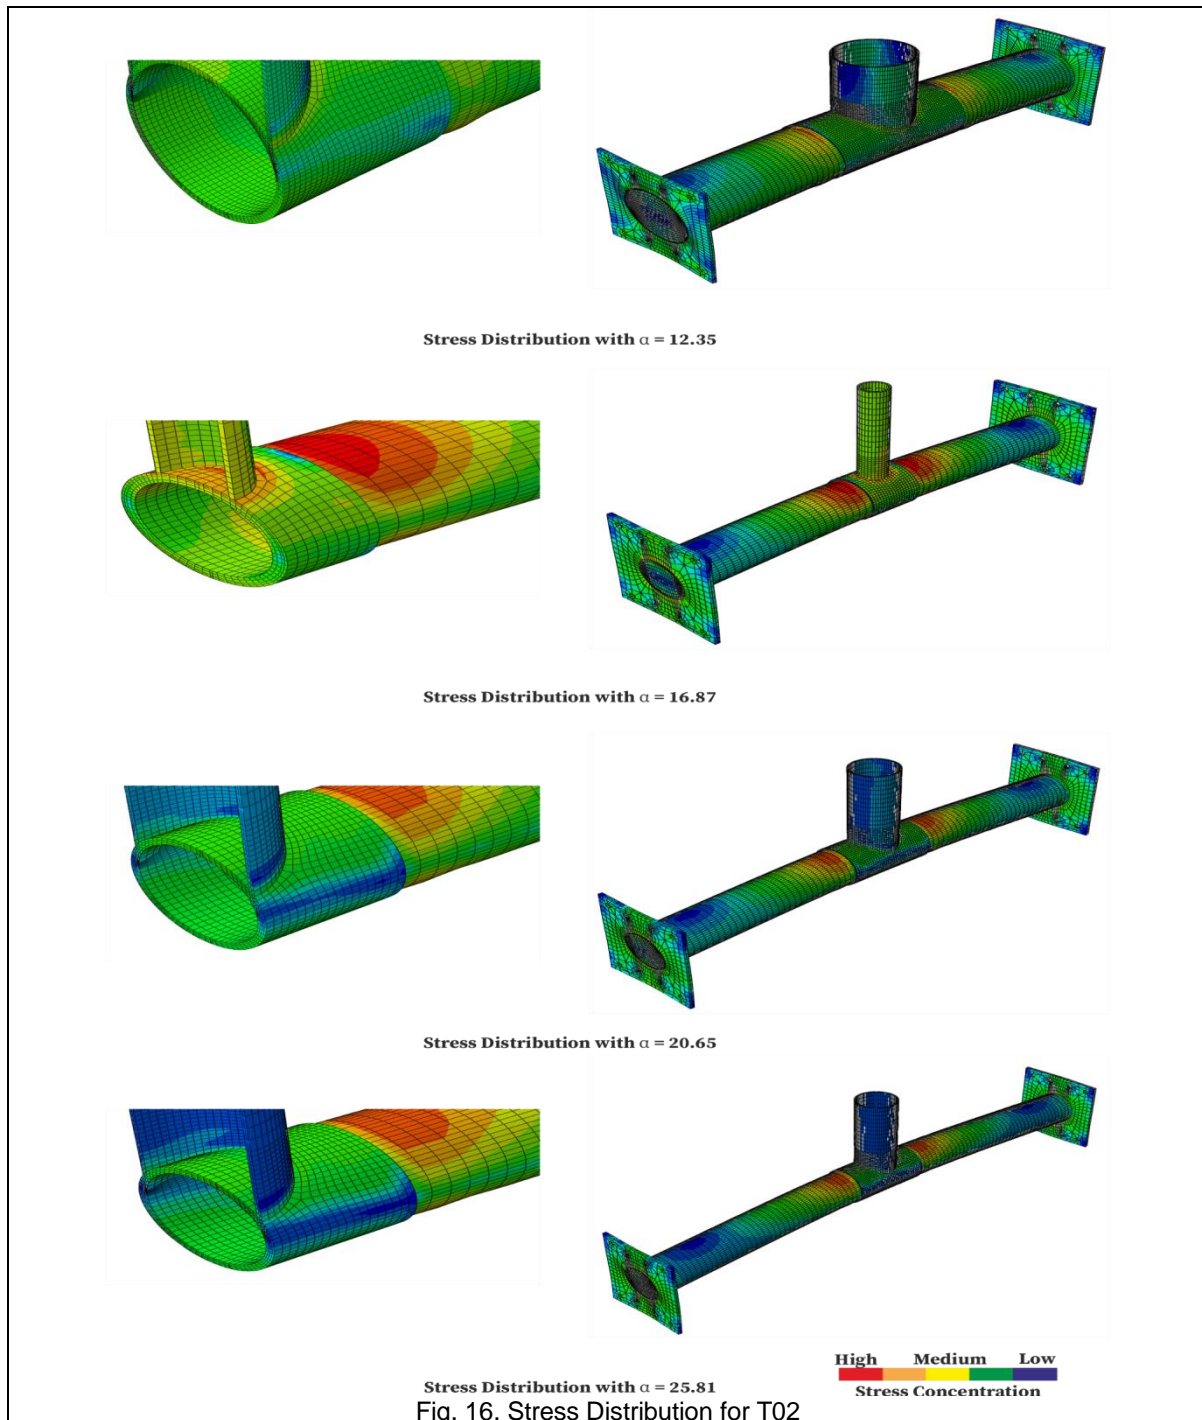 Stress Distribution with α = 12.35
Stress Distribution with α = 16.87
Stress Distribution with α = 20.65
High Medium Low
Stress Concentration
Stress Distribution with α = 25.81
Fig. 16. Stress Distribution for T02